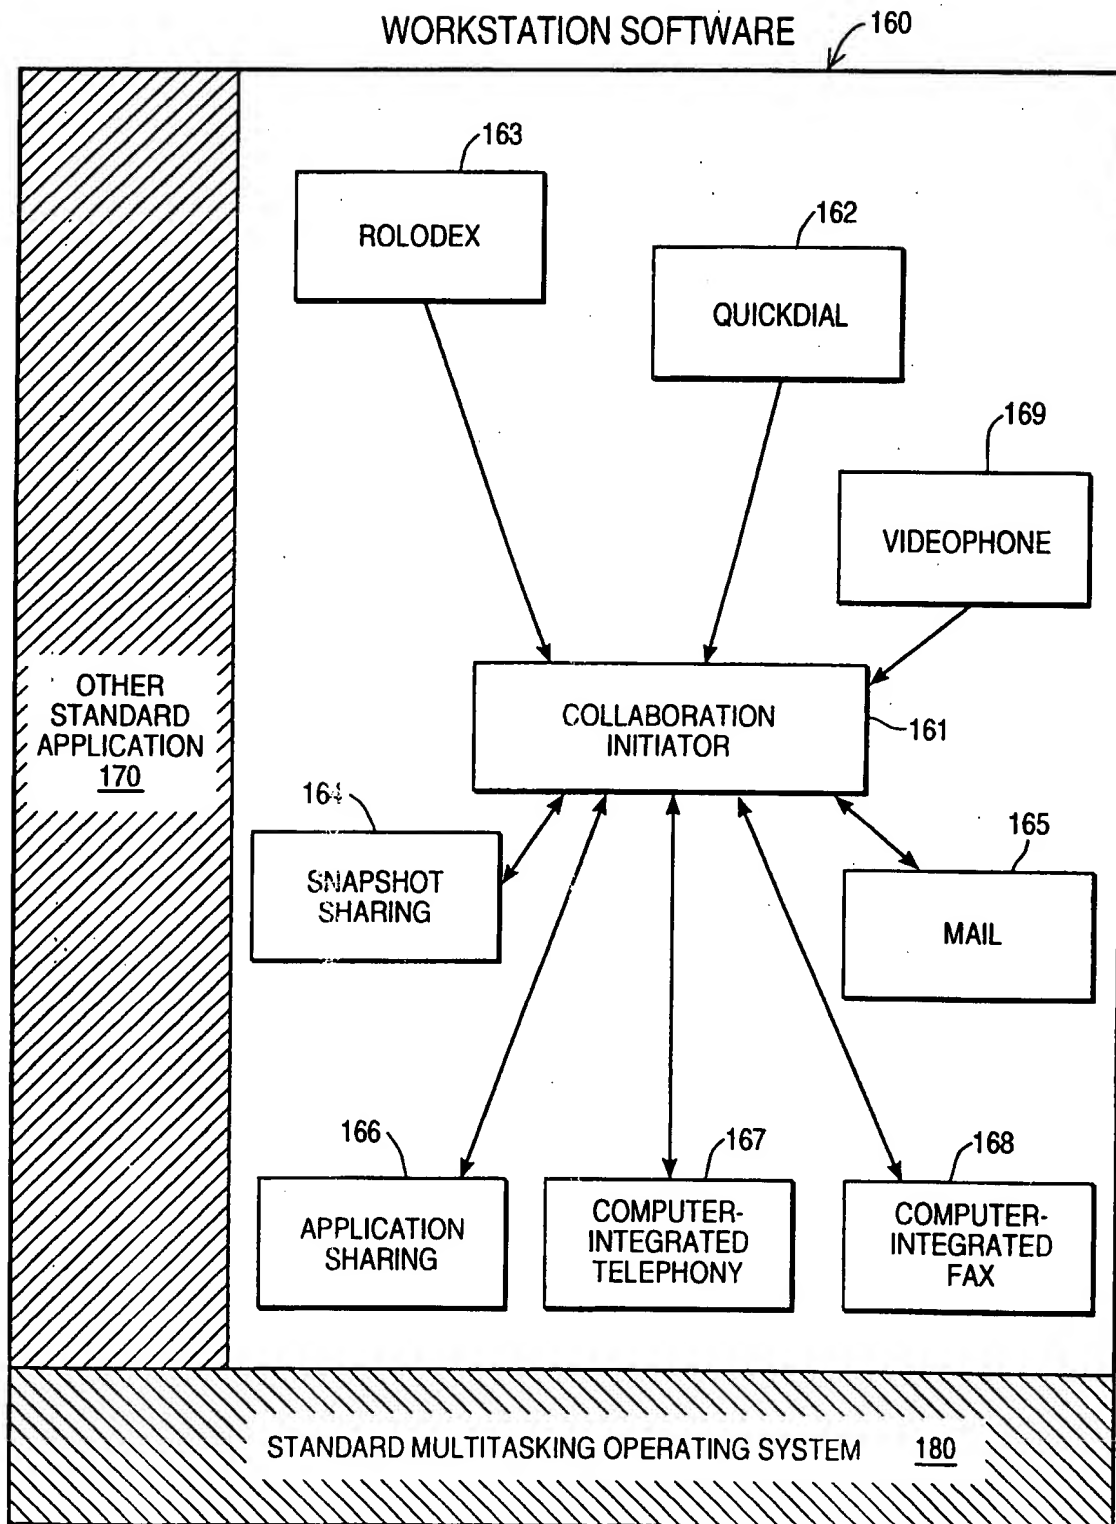 WORKSTATION SOFTWARE
160
163
ROLODEX
162
QUICKDIAL
169
VIDEOPHONE
COLLABORATION
INITIATOR
161
OTHER
STANDARD
APPLICATION
170
164
SNAPSHOT
SHARING
165
MAIL
166
APPLICATION
SHARING
167
COMPUTER-
INTEGRATED
TELEPHONY
168
COMPUTER-
INTEGRATED
FAX
STANDARD MULTITASKING OPERATING SYSTEM 180